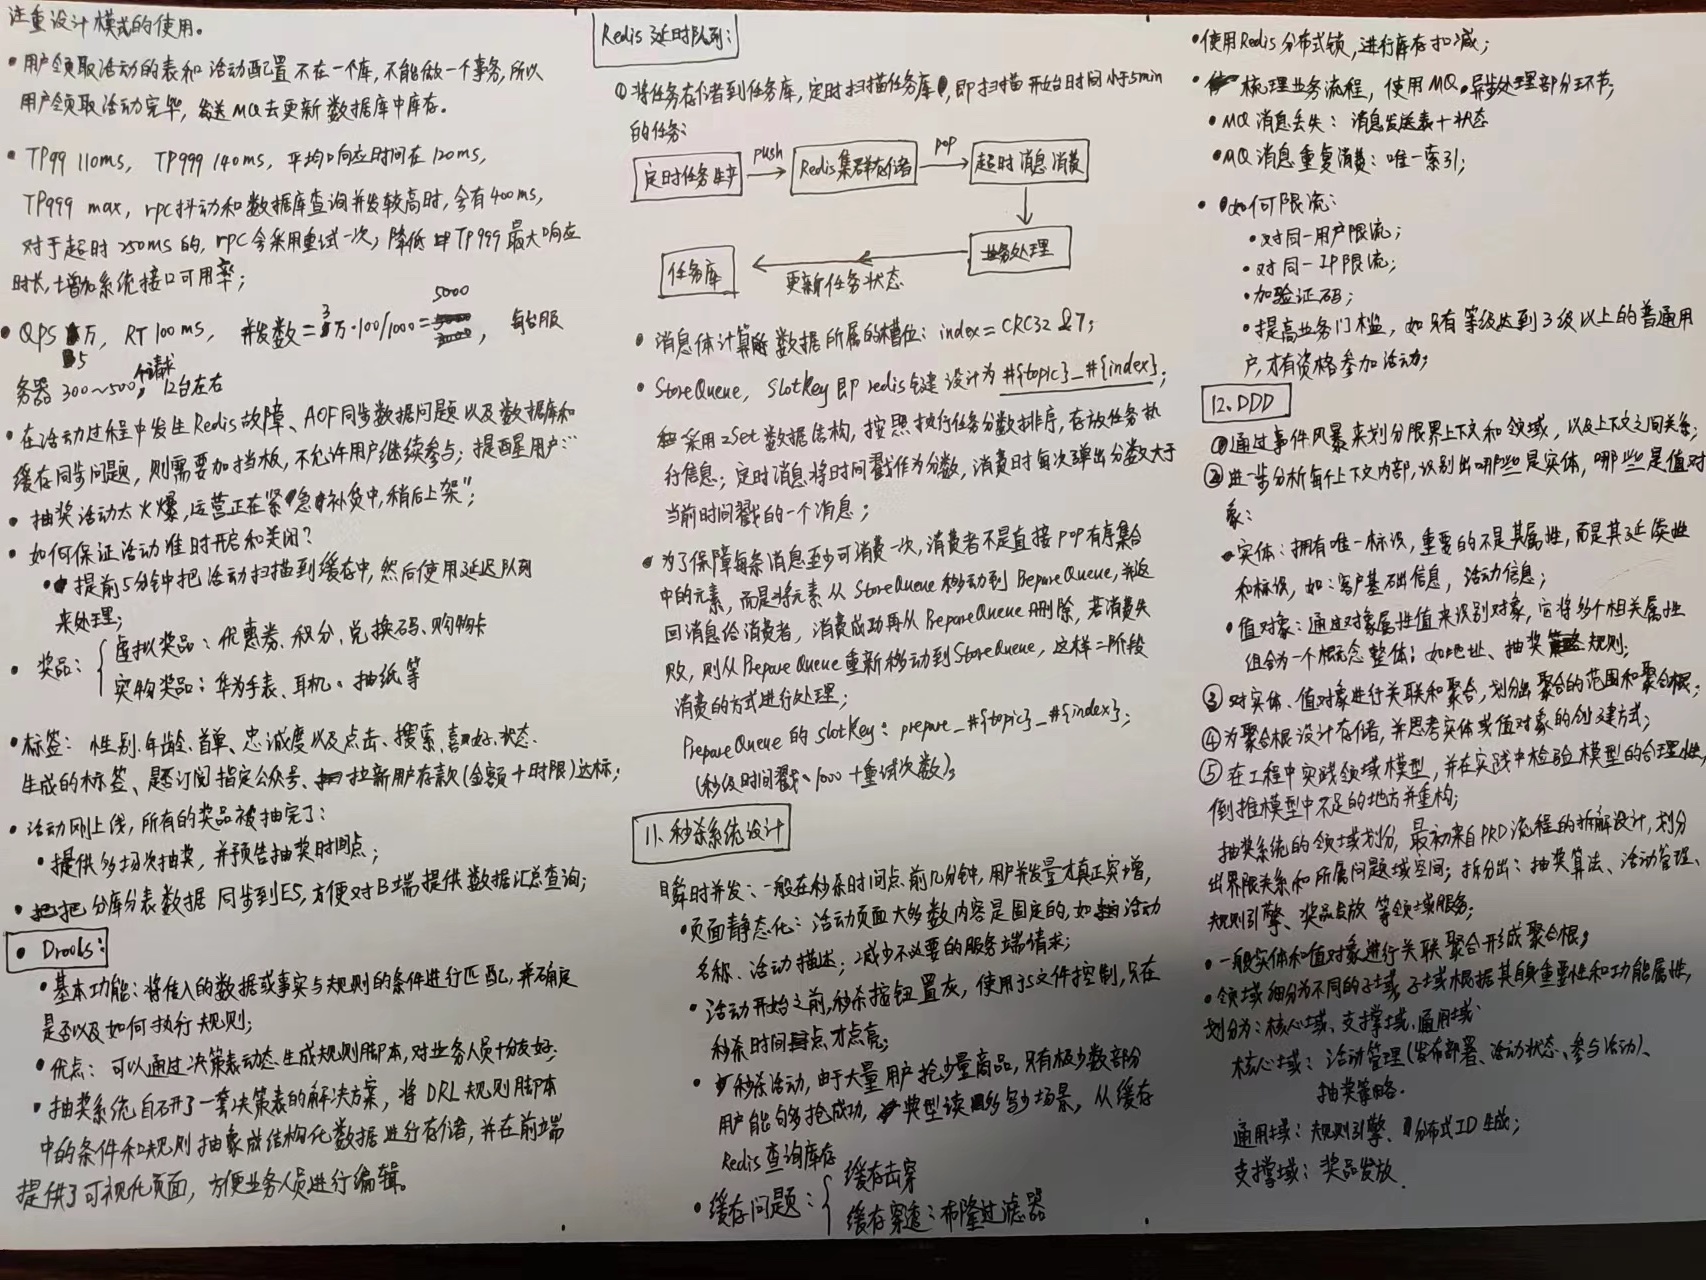 注重设计模式的使用。
• 用户领取活动的表和活动配置不在一个库,不能做一个事务,所以
用户领取活动完毕,发送MQ去更新数据库中库存。
• TP99 110ms, TP999 140ms, 平均响应时间在120ms,
TP999 max, rpc抖动和数据库查询并发较高时,会有400ms,
对于超时250ms的, rpc会采用重试一次,降低TP999最大响应
时长,增加系统接口可用率;
• QPS 5万, RT 100ms, 并发数=3万·100/1000=5000, 每台服
务器300~500个请求, 12台左右
• 在活动过程中发生Redis故障、AOF同步数据问题以及数据库和
缓存同步问题,则需要加挡板,不允许用户继续参与;提醒用户:"
• 抽奖活动太火爆,运营正在紧急补货中,稍后上架";
• 如何保证活动准时开启和关闭?
• 提前5分钟把活动扫描到缓存中,然后使用延迟队列
来处理;
• 奖品: { 虚拟奖品:优惠券、积分、兑换码、购物卡
实物奖品:华为手表、耳机、抽纸等
• 标签: 性别、年龄、首单、忠诚度以及点击、搜索、喜好、状态、
生成的标签、是否订阅指定公众号、拉新用户存款(金额+时限)达标;
• 活动刚上线,所有的奖品被抽完了:
• 提供多场次抽奖,并预告抽奖时间点;
• 把分库分表数据同步到ES,方便对B端提供数据汇总查询;
• Drools:
• 基本功能:将传入的数据或事实与规则的条件进行匹配,并确定
是否以及如何执行规则;
• 优点: 可以通过决策表动态生成规则脚本,对业务人员十分友好;
• 抽奖系统自研了一套决策表的解决方案,将DRL规则脚本
中的条件和规则抽象成结构化数据进行存储,并在前端
提供了可视化页面,方便业务人员进行编辑。
Redis延时队列:
① 将任务存储到任务库,定时扫描任务库,即扫描开始时间小于5min
的任务:
定时任务生产 push Redis集群存储 pop 超时消息消费
业务处理
任务库 更新任务状态
• 消息体计算数据所属的槽位: index = CRC32 &7;
• StoreQueue, SlotKey即redis键设计为#{topic}_#{index};
采用zSet数据结构,按照执行任务分数排序,存放任务执
行信息;定时消息将时间戳作为分数,消费时每次弹出分数大于
当前时间戳的一个消息;
• 为了保障每条消息至少可消费一次,消费者不是直接pop有序集合
中的元素,而是将元素从StoreQueue移动到PrepareQueue,并返
回消息给消费者,消费成功再从PrepareQueue中删除,若消费失
败,则从PrepareQueue重新移动到StoreQueue,这样二阶段
消费的方式进行处理;
PrepareQueue的slotKey: prepare_#{topic}_#{index};
(秒级时间戳*1000+重试次数);
11. 秒杀系统设计
瞬时并发:一般在秒杀时间点前几分钟,用户并发量才真正突增,
• 页面静态化:活动页面大多数内容是固定的,如活动
名称、活动描述;减少不必要的服务端请求;
• 活动开始之前,秒杀按钮置灰,使用js文件控制,只在
秒杀时间点才点亮;
• 秒杀活动,由于大量用户抢少量商品,只有极少数部分
用户能够抢成功,典型读多写少场景,从缓存
Redis查询库存
• 缓存问题: { 缓存击穿
缓存穿透:布隆过滤器
• 使用Redis分布式锁,进行库存扣减;
• 梳理业务流程,使用MQ异步处理部分环节;
• MQ消息丢失: 消息发送表+状态
• MQ消息重复消费:唯一索引;
• 如何限流:
• 对同一用户限流;
• 对同一IP限流;
• 加验证码;
• 提高业务门槛,如只有等级达到3级以上的普通用
户,才有资格参加活动;
12. DDD
① 通过事件风暴来划分限界上下文和领域,以及上下文之间关系;
② 进一步分析每个上下文内部,识别出哪些是实体,哪些是值对
象:
• 实体:拥有唯一标识,重要的不是其属性,而是其延续性
和标识,如:客户基础信息,活动信息;
• 值对象:通过对象属性值来识别对象,它将多个相关属性
组合为一个概念整体;如地址、抽奖规则;
③ 对实体、值对象进行关联和聚合,划分出聚合的范围和聚合根;
④ 为聚合根设计存储,并思考实体或值对象的创建方式;
⑤ 在工程中实践领域模型,并在实践中检验模型的合理性,
倒推模型中不足的地方并重构;
抽奖系统的领域划分,最初来自PRD流程的拆解设计,划分
出界限关系和所属问题域空间;拆分出:抽奖算法、活动管理、
规则引擎、奖品发放等领域服务;
• 一般实体和值对象进行关联聚合形成聚合根;
• 领域细分为不同的子域,子域根据其自身重要性和功能属性,
划分为:核心域、支撑域、通用域
核心域: 活动管理(发布部署、活动状态、参与活动)、
抽奖策略.
通用域: 规则引擎、分布式ID生成;
支撑域: 奖品发放.